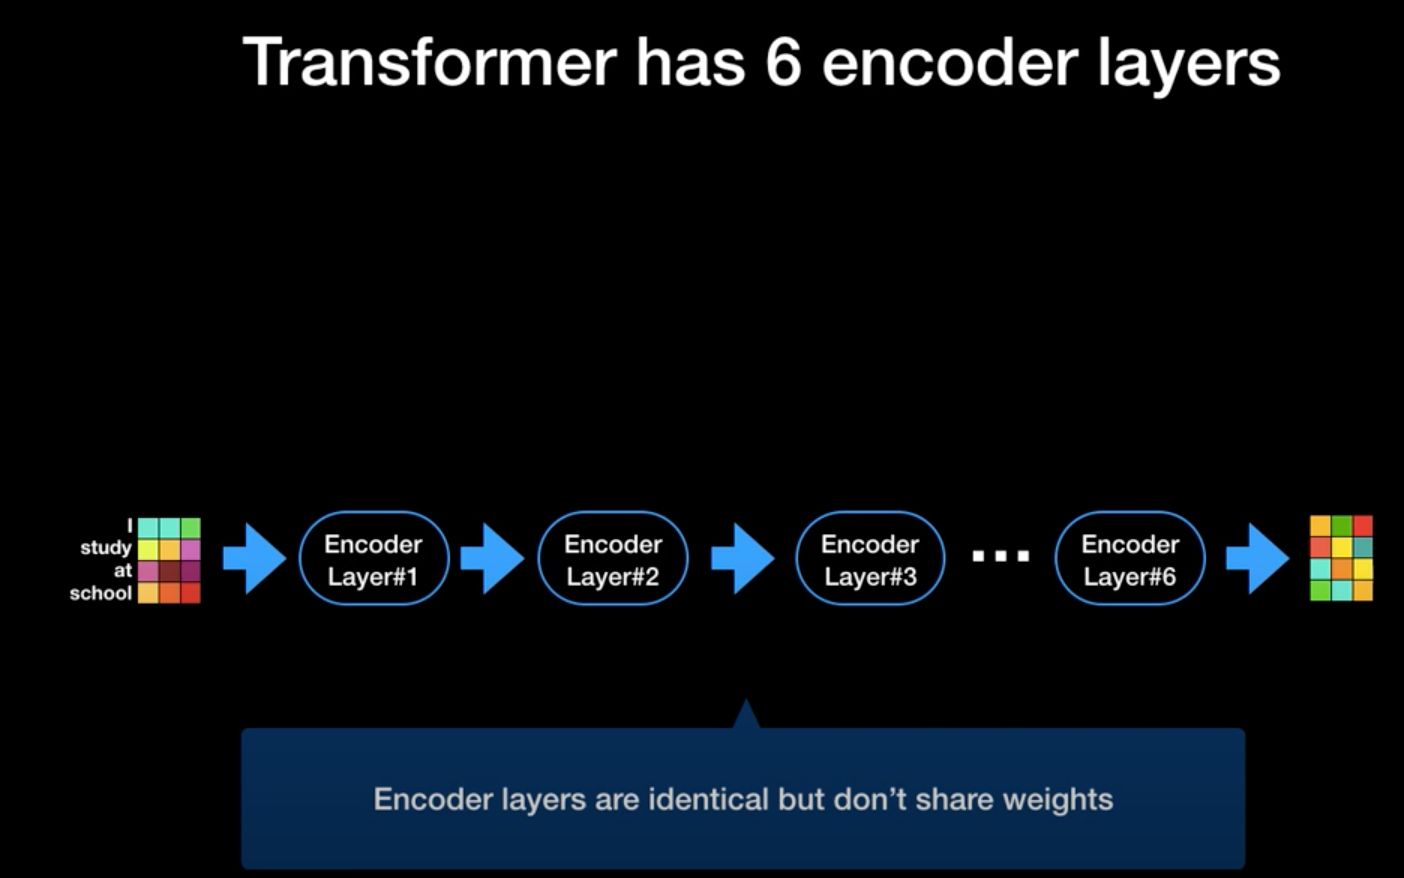 Transformer has 6 encoder layers
I
study
at
school
Encoder
Layer#1
Encoder
Layer#2
Encoder
Layer#3
...
Encoder
Layer#6
Encoder layers are identical but don’t share weights